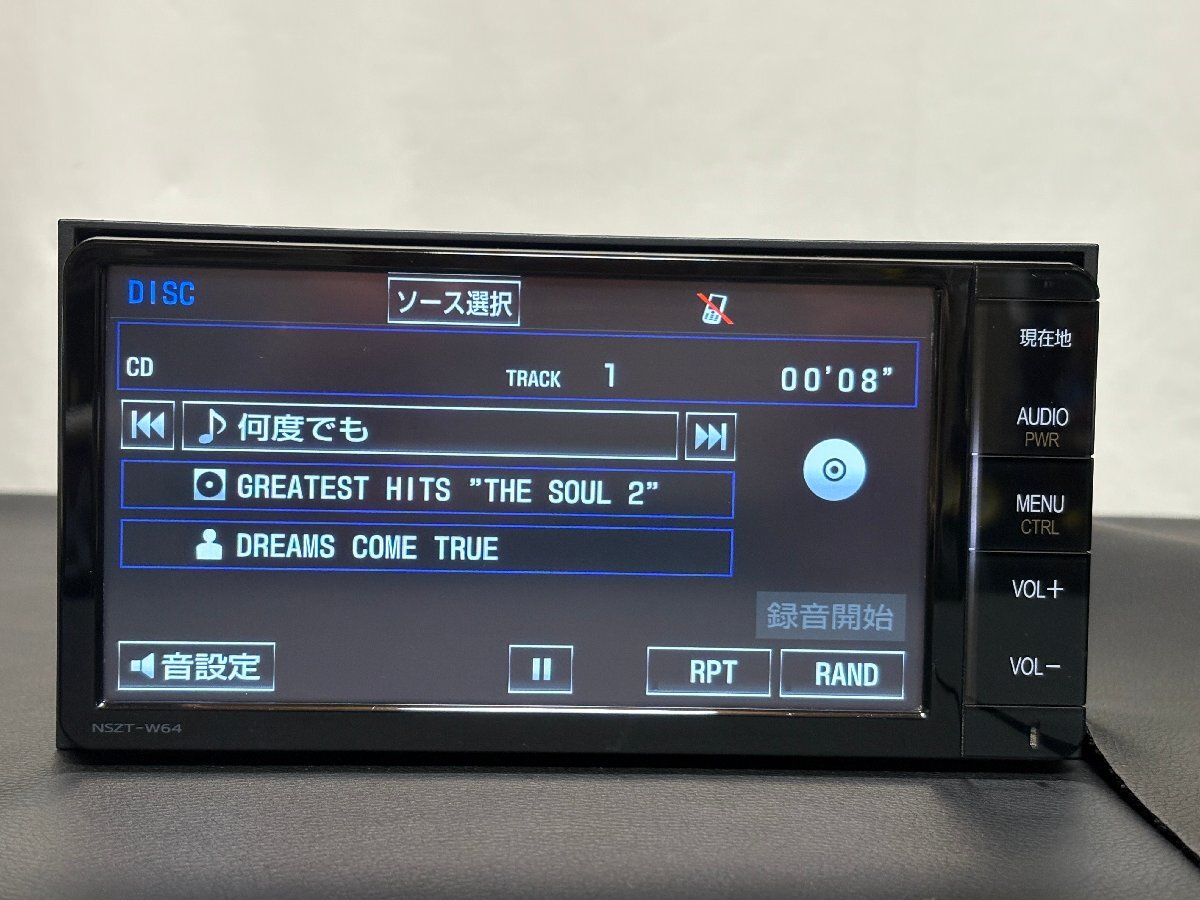 DISC
ソース選択
CD
TRACK 1
00'08"
何度でも
GREATEST HITS "THE SOUL 2"
DREAMS COME TRUE
録音開始
音設定
RPT
RAND
現在地
AUDIO
PWR
MENU
CTRL
VOL+
VOL-
NSZT-W64